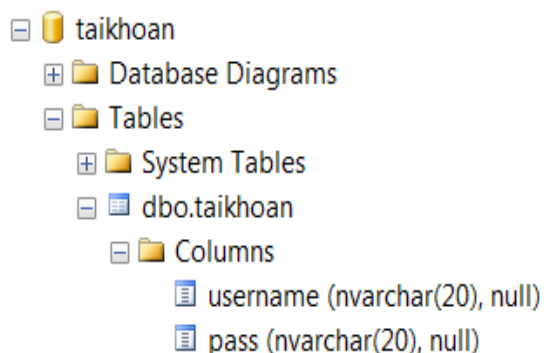 taikhoan
Database Diagrams
Tables
System Tables
dbo.taikhoan
Columns
username (nvarchar(20), null)
pass (nvarchar(20), null)